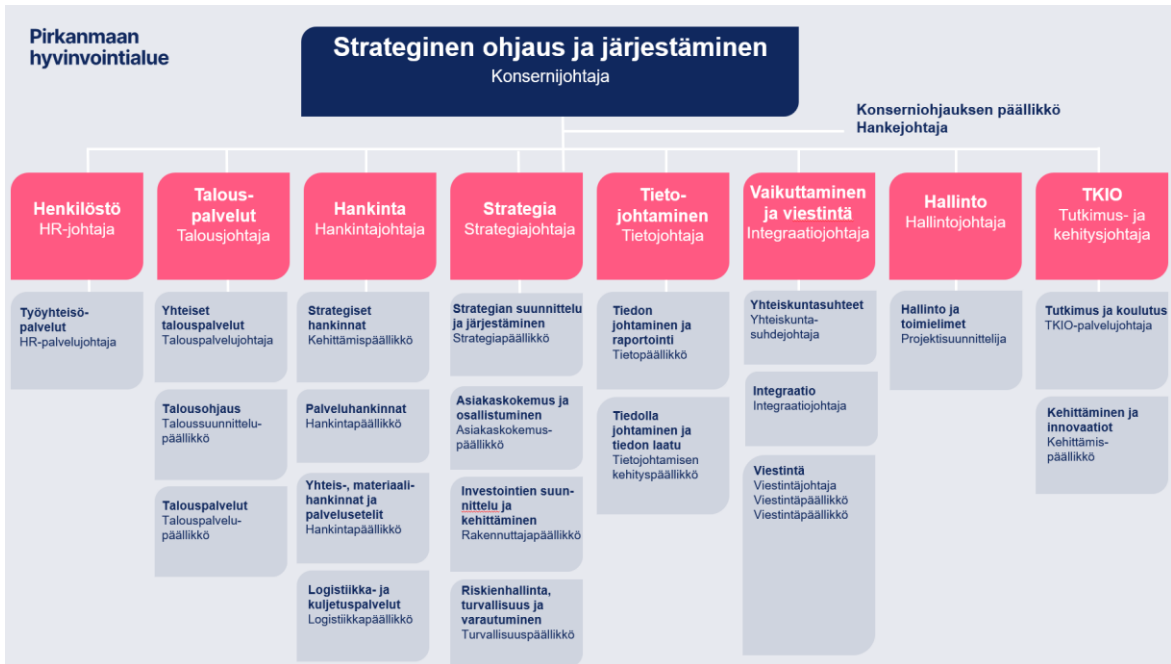 Pirkanmaan
hyvinvointialue
Strateginen ohjaus ja järjestäminen
Konsernijohtaja
Konserniohjauksen päällikkö
Hankejohtaja
Henkilöstö
HR-johtaja
Työyhteisö-
palvelut
HR-palvelujohtaja
Talous-
palvelut
Talousjohtaja
Yhteiset
talouspalvelut
Talouspalvelujohtaja
Talousohjaus
Taloussuunnittelu-
päällikkö
Talouspalvelut
Talouspalvelu-
päällikkö
Hankinta
Hankintajohtaja
Strategiset
hankinnat
Kehittämispäällikkö
Palveluhankinnat
Hankintapäällikkö
Yhteis-, materiaali-
hankinnat ja
palvelusetelit
Hankintapäällikkö
Logistiikka- ja
kuljetuspalvelut
Logistiikkapäällikkö
Strategia
Strategiajohtaja
Strategian suunnittelu
ja järjestäminen
Strategiapäällikkö
Asiakaskokemus ja
osallistuminen
Asiakaskokemus-
päällikkö
Investointien suun-
nittelu ja
kehittäminen
Rakennuttajapäällikkö
Riskienhallinta,
turvallisuus ja
varautuminen
Turvallisuuspäällikkö
Tieto-
johtaminen
Tietojohtaja
Tiedon
johtaminen ja
raportointi
Tietopäällikkö
Tiedolla
johtaminen ja
tiedon laatu
Tietojohtamisen
kehityspäällikkö
Vaikuttaminen
ja viestintä
Integraatiojohtaja
Yhteiskuntasuhteet
Yhteiskunta-
suhdejohtaja
Integraatio
Integraatiojohtaja
Viestintä
Viestintäjohtaja
Viestintäpäällikkö
Viestintäpäällikkö
Hallinto
Hallintojohtaja
Hallinto ja
toimielimet
Projektisuunnittelija
TKIO
Tutkimus- ja
kehitysjohtaja
Tutkimus ja koulutus
TKIO-palvelujohtaja
Kehittäminen ja
innovaatiot
Kehittämis-
päällikkö